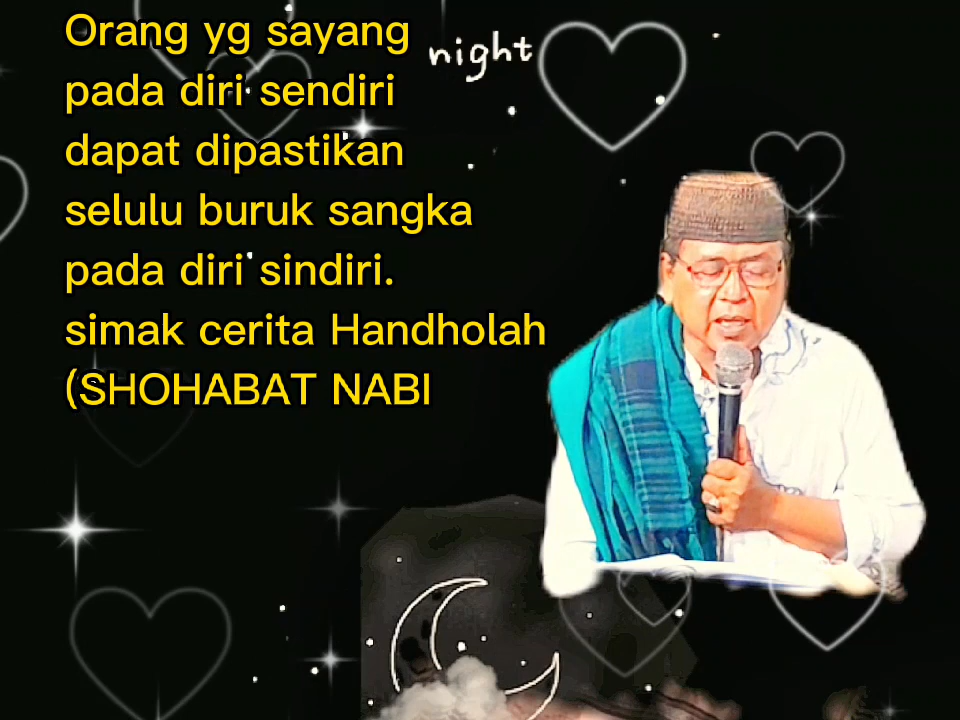 Orang yg sayang
night
pada diri sendiri
dapat dipastikan
selulu buruk sangka
pada diri sindiri.
simak cerita Handholah
(SHOHABAT NABI